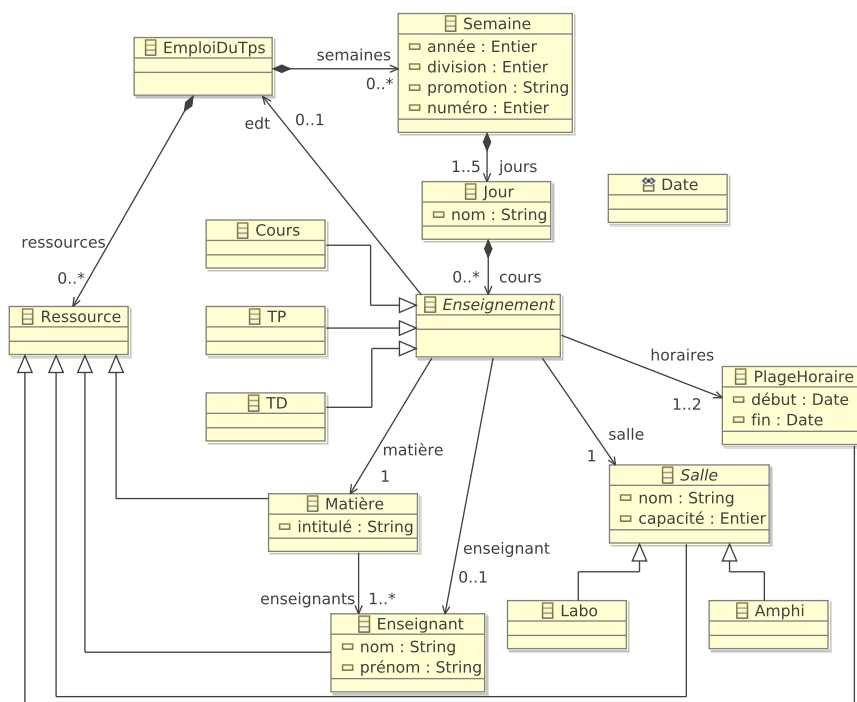 Semaine
année : Entier
division : Entier
promotion : String
numéro : Entier
EmploiDuTps
semaines
0..*
edt
0..1
1..5 jours
Jour
nom : String
Date
Cours
ressources
0..*
0..* cours
Ressource
TP
Enseignement
horaires
1..2
PlageHoraire
début : Date
fin : Date
TD
matière
1
salle
1
Salle
nom : String
capacité : Entier
Matière
intitulé : String
enseignant
0..1
enseignants 1..*
Enseignant
nom : String
prénom : String
Labo
Amphi